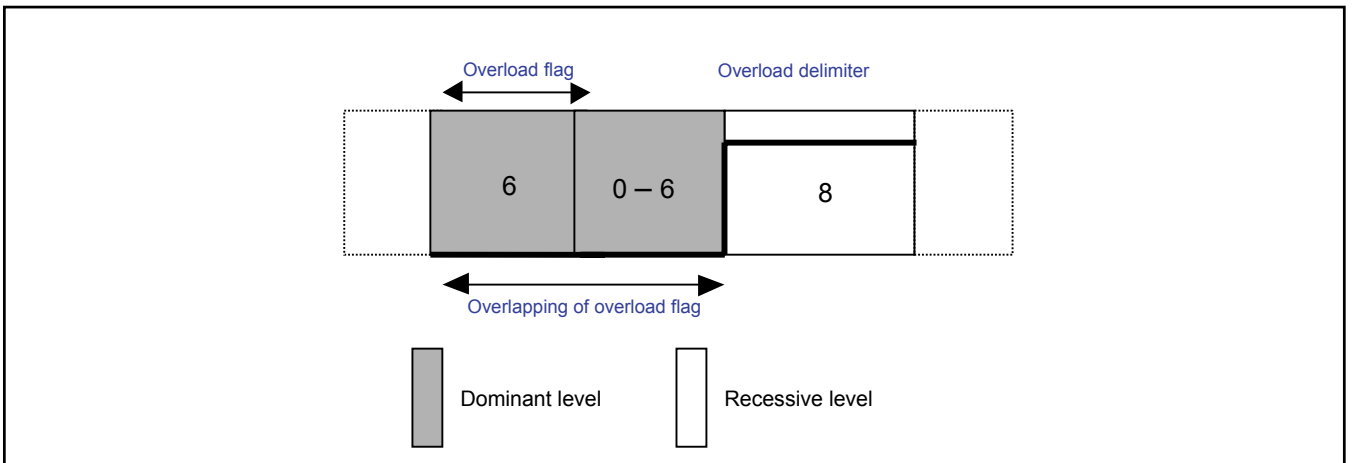 Overload flag Overload delimiter
6 0 – 6 8
Overlapping of overload flag
Dominant level Recessive level